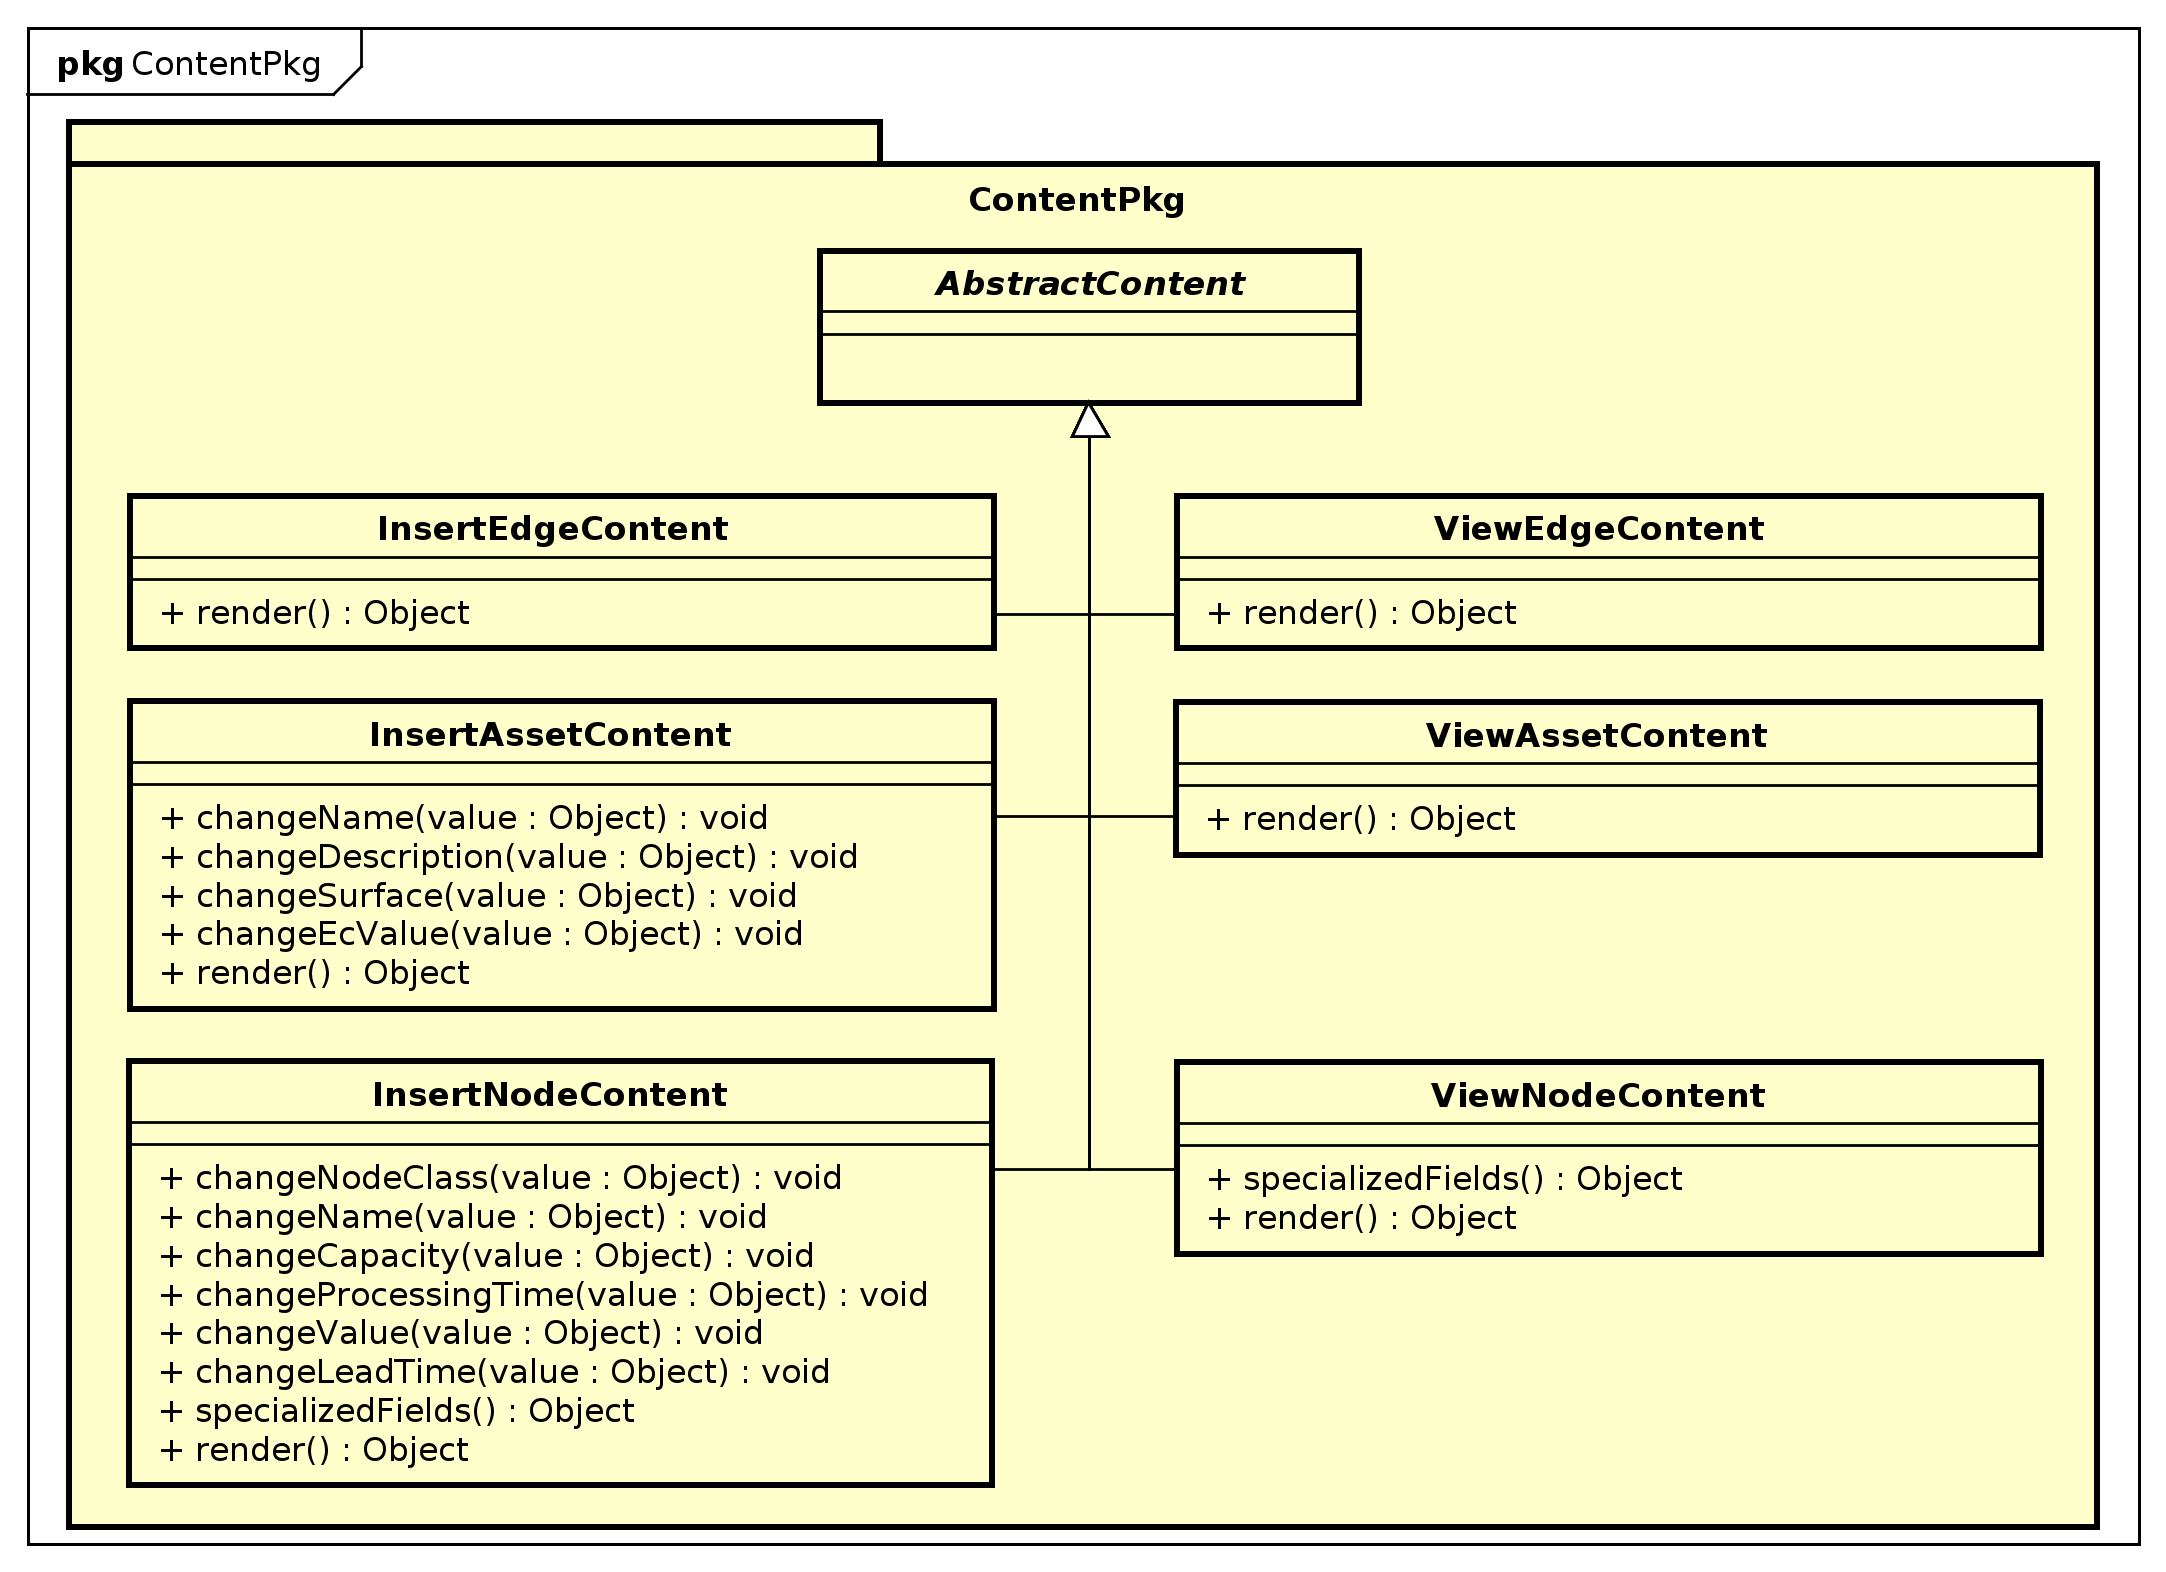 pkg ContentPkg
ContentPkg
AbstractContent
InsertEdgeContent
+ render() : Object
ViewEdgeContent
+ render() : Object
InsertAssetContent
+ changeName(value : Object) : void
+ changeDescription(value : Object) : void
+ changeSurface(value : Object) : void
+ changeEcValue(value : Object) : void
+ render() : Object
ViewAssetContent
+ render() : Object
InsertNodeContent
+ changeNodeClass(value : Object) : void
+ changeName(value : Object) : void
+ changeCapacity(value : Object) : void
+ changeProcessingTime(value : Object) : void
+ changeValue(value : Object) : void
+ changeLeadTime(value : Object) : void
+ specializedFields() : Object
+ render() : Object
ViewNodeContent
+ specializedFields() : Object
+ render() : Object